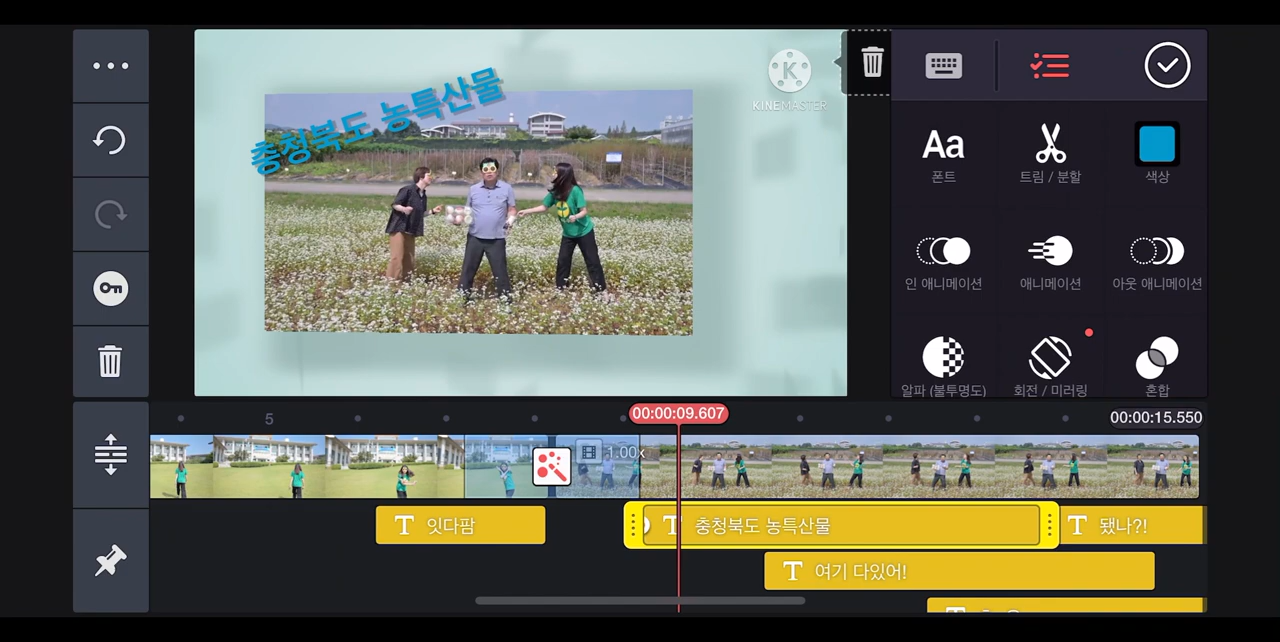 충청북도 농특산물
K
KINEMASTER
Aa
폰트
트림 / 분할
색상
인 애니메이션
애니메이션
아웃 애니메이션
알파 (불투명도)
회전 / 미러링
혼합
5
00:00:09.607
00:00:15.550
1.00x
T 잇다팜
T 충청북도 농특산물
T 됐나?!
T 여기 다있어!